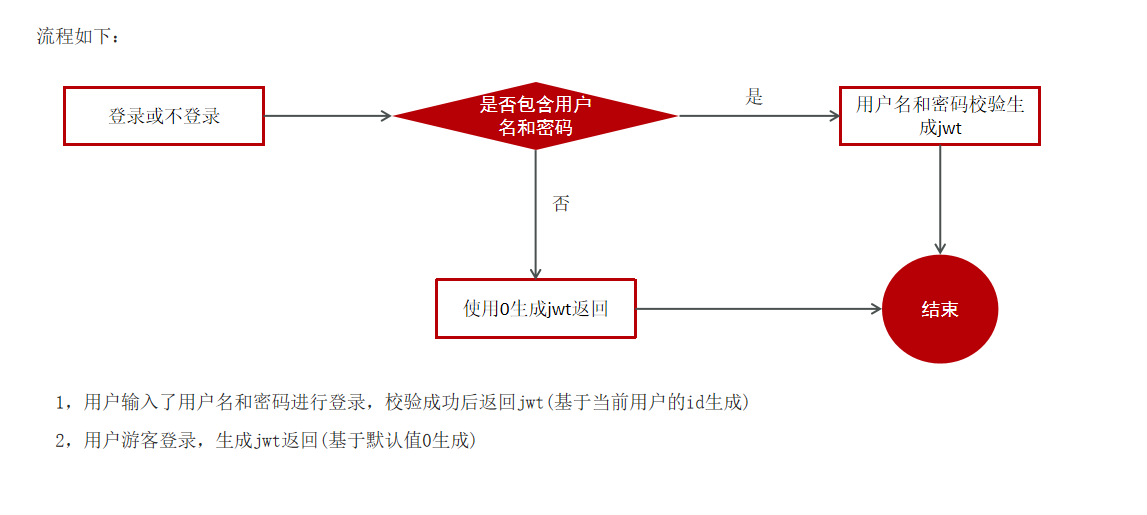 流程如下：
登录或不登录
是否包含用户
名和密码
是
用户名和密码校验生
成jwt
否
使用0生成jwt返回
结束
1，用户输入了用户名和密码进行登录，校验成功后返回jwt(基于当前用户的id生成)
2，用户游客登录，生成jwt返回(基于默认值0生成)